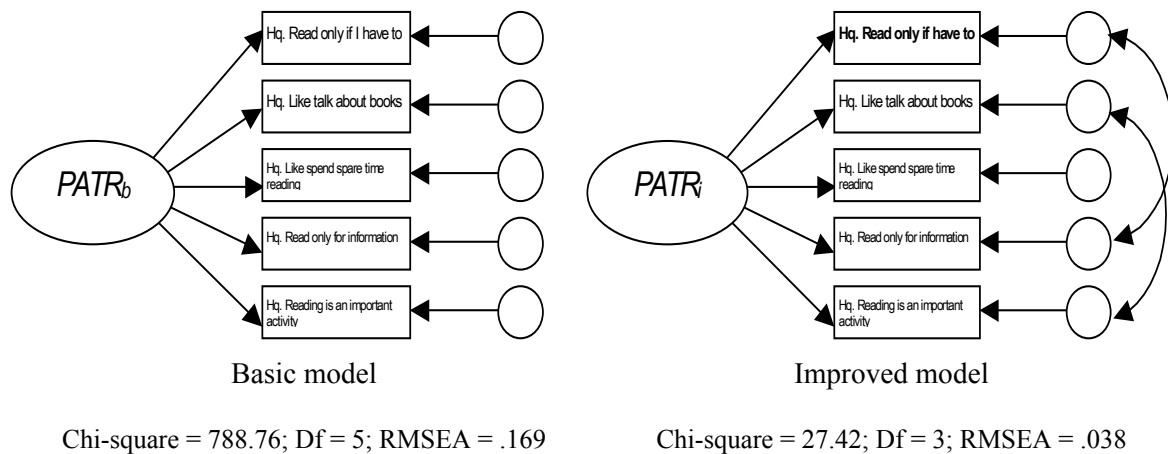 Hq. Read only if I have to
Hq. Like talk about books
Hq. Like spend spare time
reading
Hq. Read only for information
Hq. Reading is an important
activity
PATRb
Basic model
Chi-square = 788.76; Df = 5; RMSEA = .169
Hq. Read only if have to
Hq. Like talk about books
Hq. Like spend spare time
reading
Hq. Read only for information
Hq. Reading is an important
activity
PATRi
Improved model
Chi-square = 27.42; Df = 3; RMSEA = .038